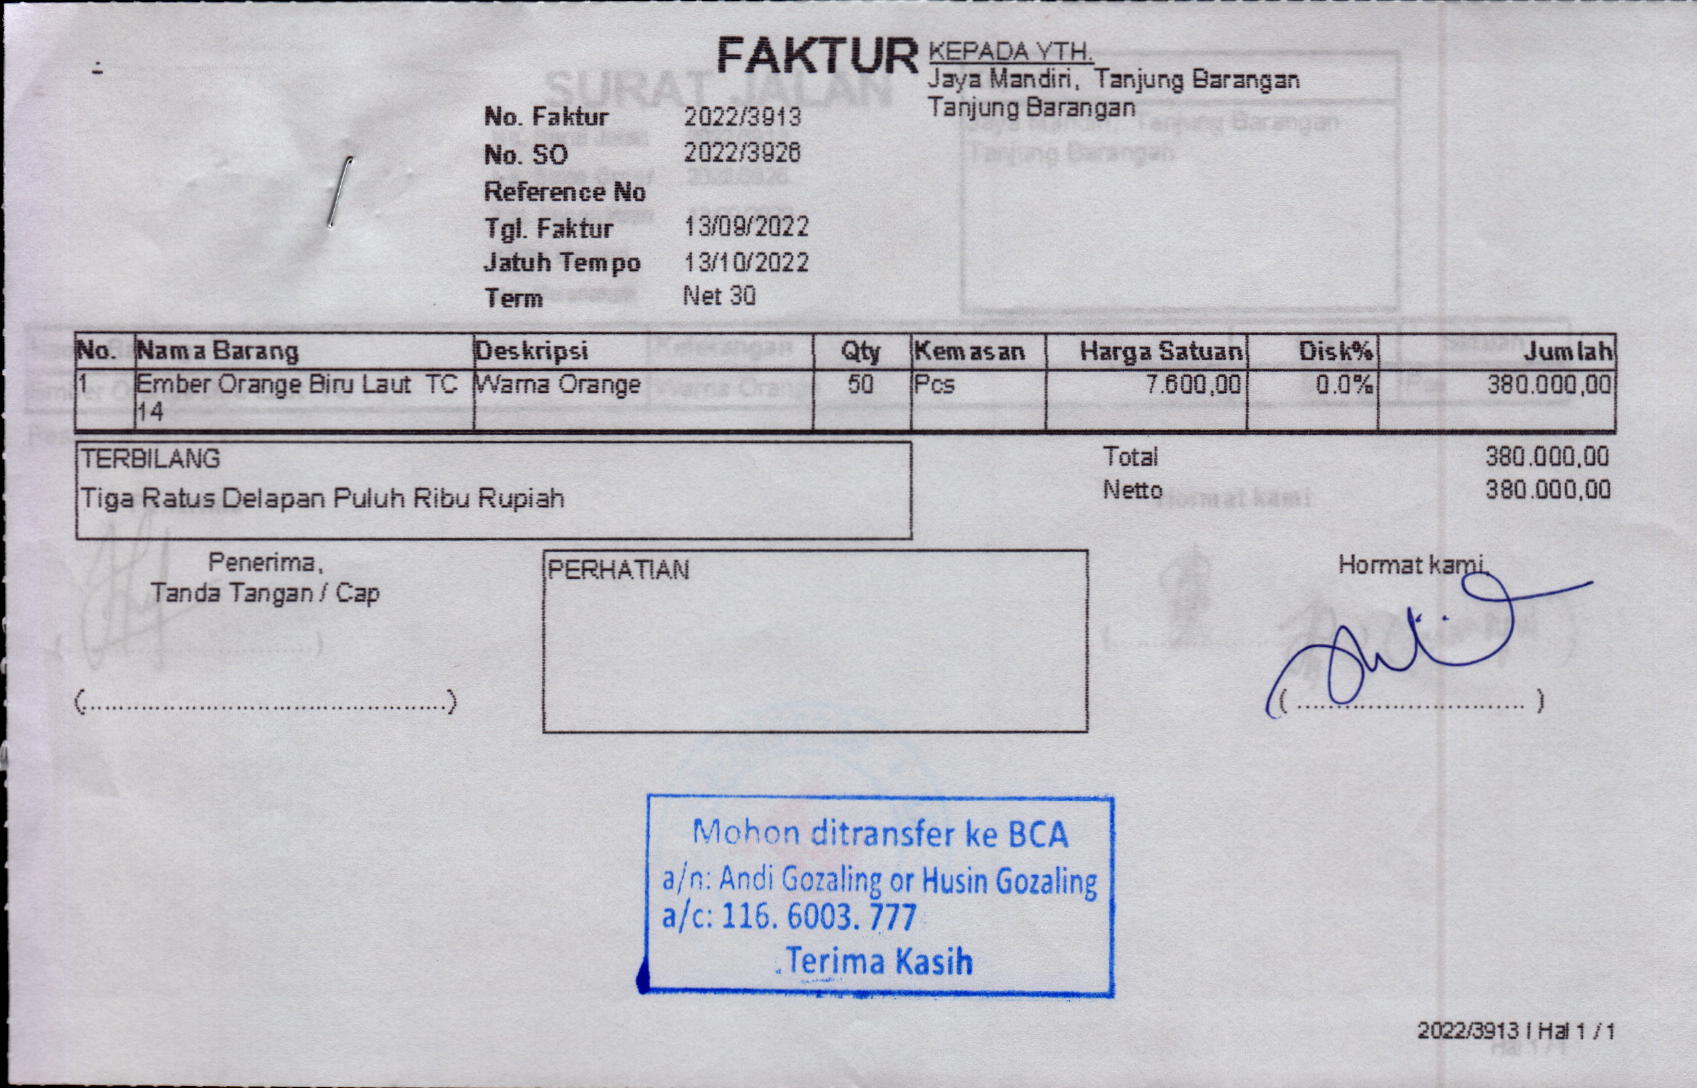 FAKTUR
KEPADA YTH.
Jaya Mandiri, Tanjung Barangan
Tanjung Barangan
No. Faktur 2022/3913
No. SO 2022/3926
Reference No
Tgl. Faktur 13/09/2022
Jatuh Tempo 13/10/2022
Term Net 30
No. Nama Barang Deskripsi Qty Kemasan Harga Satuan Disk% Jumlah
1 Ember Orange Biru Laut TC Warna Orange 50 Pcs 7.600,00 0.0% 380.000,00
14
TERBILANG
Tiga Ratus Delapan Puluh Ribu Rupiah
Total 380.000,00
Netto 380.000,00
Penerima,
Tanda Tangan / Cap
(..............................................)
PERHATIAN
Hormat kami,
( ............................. )
Mohon ditransfer ke BCA
a/n: Andi Gozaling or Husin Gozaling
a/c: 116. 6003. 777
Terima Kasih
2022/3913 | Hal 1 / 1